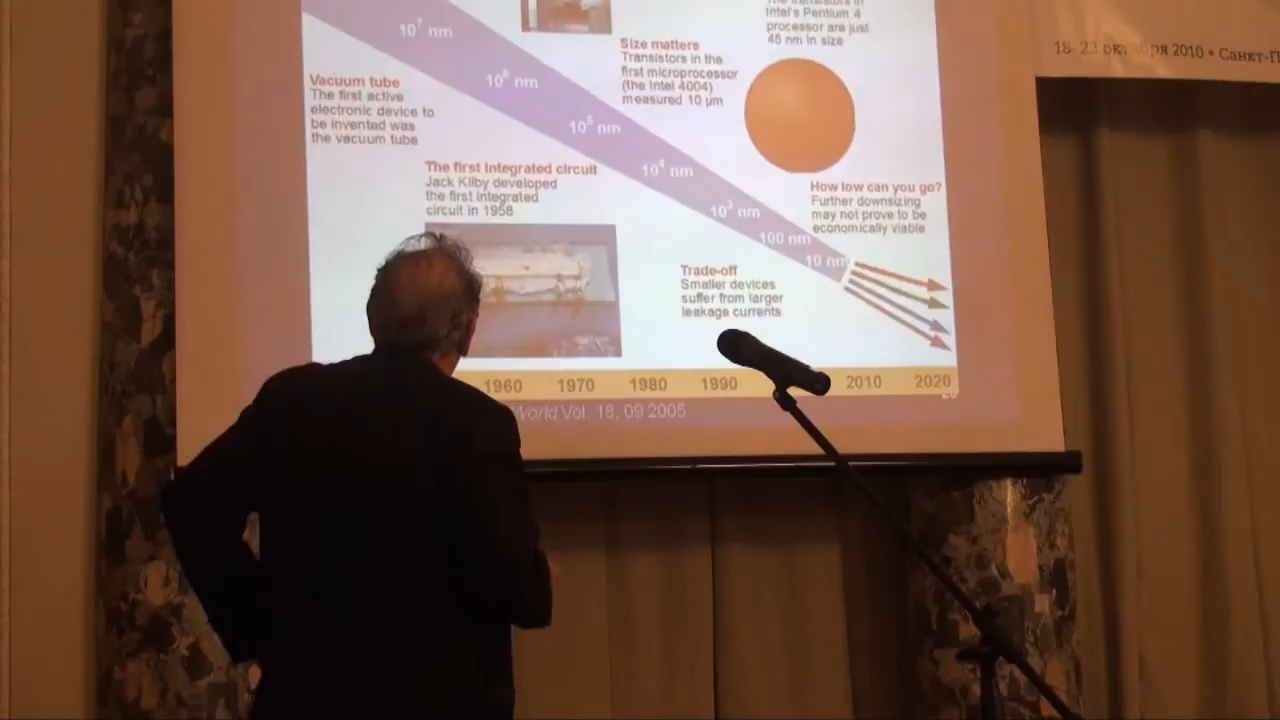 The transistors in
Intel's Pentium 4
processor are just
45 nm in size
18- 22 октября 2010 • Санкт-П
10⁷ nm
Size matters
Transistors in the
first microprocessor
(the Intel 4004)
measured 10 µm
Vacuum tube
The first active
electronic device to
be invented was
the vacuum tube
10⁶ nm
10⁵ nm
10⁴ nm
The first Integrated circuit
Jack Kilby developed
the first integrated
circuit in 1958
How low can you go?
Further downsizing
may not prove to be
economically viable
10³ nm
100 nm
10 nm
Trade-off
Smaller devices
suffer from larger
leakage currents
1960 1970 1980 1990 2010 2020
World Vol. 18, 09 2005